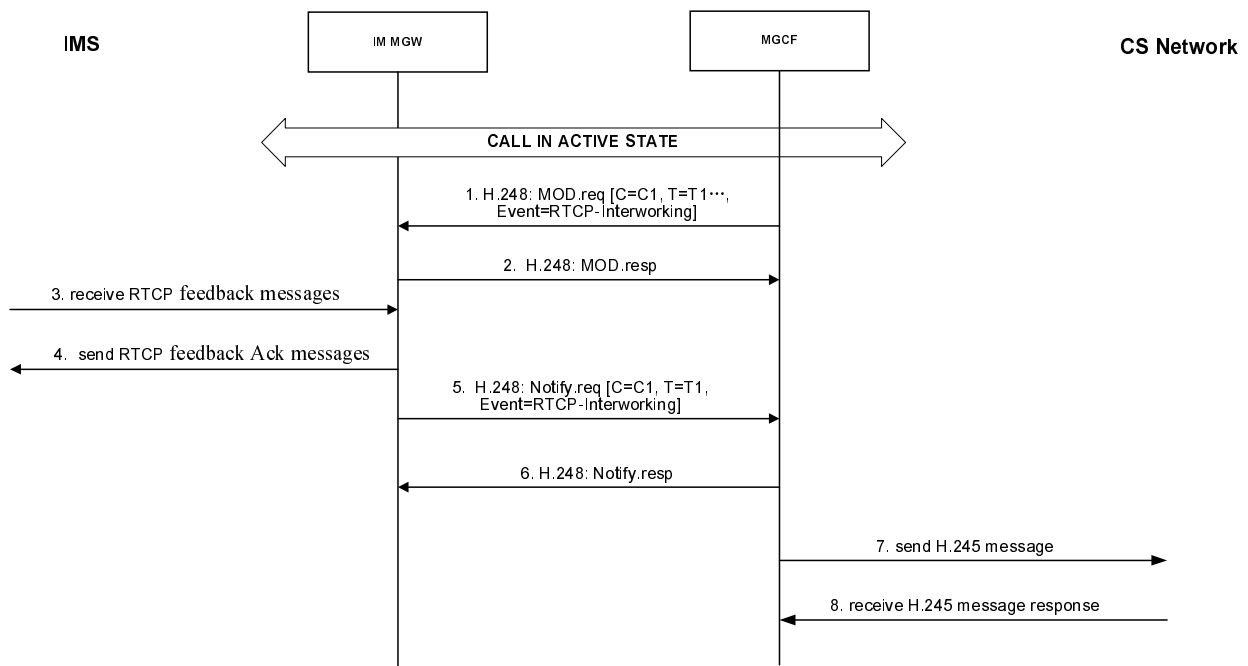 IMS
IM MGW
MGCF
CS Network
CALL IN ACTIVE STATE
1. H.248: MOD.req [C=C1, T=T1⋯,
Event=RTCP-Interworking]
2. H.248: MOD.resp
3. receive RTCP feedback messages
4. send RTCP feedback Ack messages
5. H.248: Notify.req [C=C1, T=T1,
Event=RTCP-Interworking]
6. H.248: Notify.resp
7. send H.245 message
8. receive H.245 message response